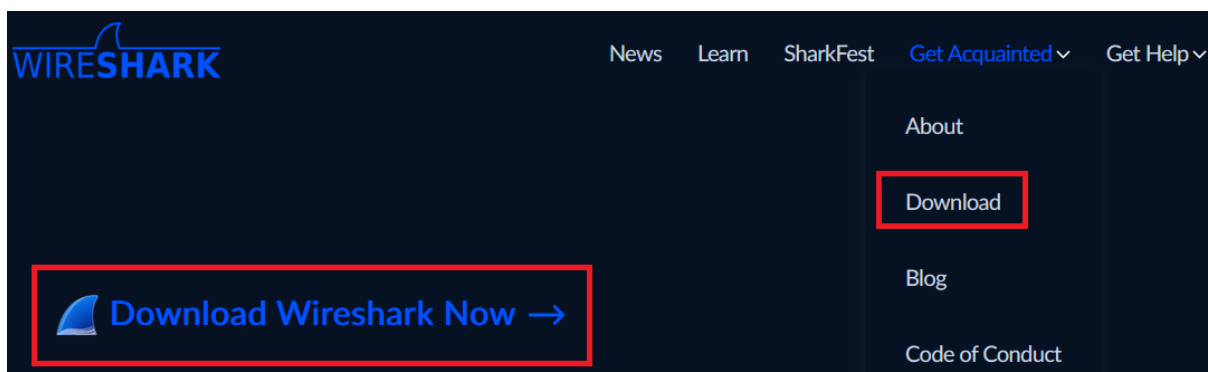 WIRESHARK
News Learn SharkFest Get Acquainted Get Help
About
Download
Blog
Code of Conduct
Download Wireshark Now →